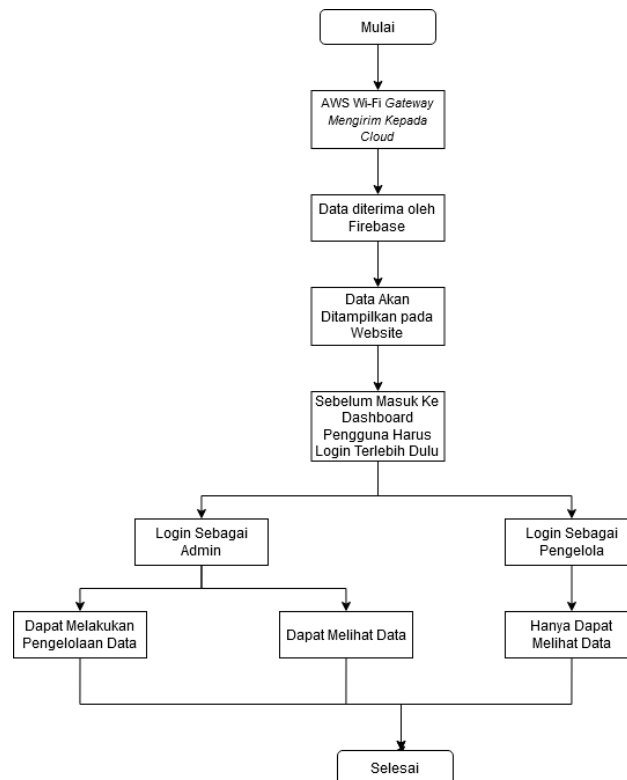 Mulai
AWS Wi-Fi Gateway
Mengirim Kepada
Cloud
Data diterima oleh
Firebase
Data Akan
Ditampilkan pada
Website
Sebelum Masuk Ke
Dashboard
Pengguna Harus
Login Terlebih Dulu
Login Sebagai
Admin
Login Sebagai
Pengelola
Dapat Melakukan
Pengelolaan Data
Dapat Melihat Data
Hanya Dapat
Melihat Data
Selesai